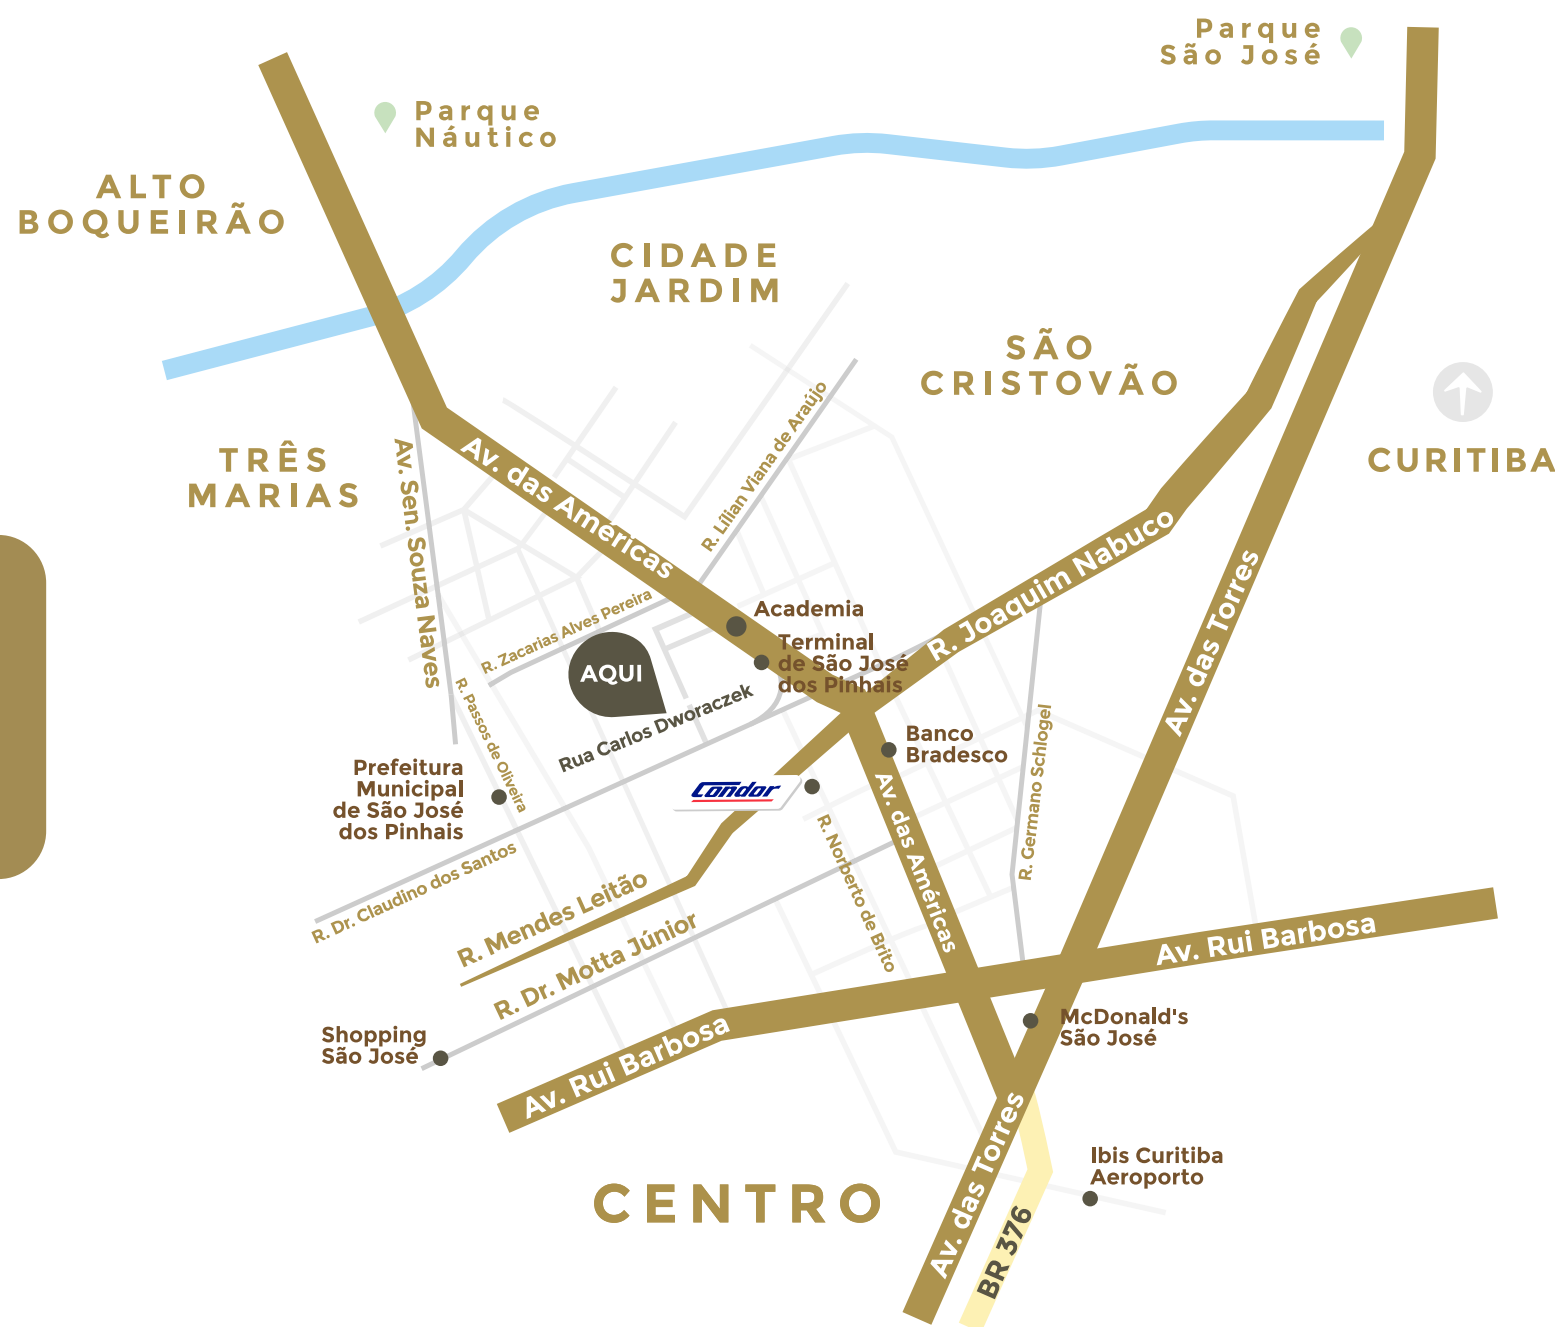 Parque
São José
Parque
Náutico
ALTO
BOQUEIRÃO
CIDADE
JARDIM
SÃO
CRISTOVÃO
TRÊS
MARIAS
CURITIBA
Av. Sen. Souza Naves
Av. das Américas
R. Lílian Viana de Araújo
R. Joaquim Nabuco
Av. das Torres
R. Zacarias Alves Pereira
Academia
Terminal
de São José
dos Pinhais
AQUI
Rua Carlos Dworaczek
R. Passos de Oliveira
Banco
Bradesco
R. Germano Schlogel
Prefeitura
Municipal
de São José
dos Pinhais
Condor
Av. das Américas
R. Norberto de Brito
R. Dr. Claudino dos Santos
R. Mendes Leitão
R. Dr. Motta Júnior
Av. Rui Barbosa
Shopping
São José
McDonald's
São José
Av. Rui Barbosa
Av. das Torres
Ibis Curitiba
Aeroporto
CENTRO
BR 376